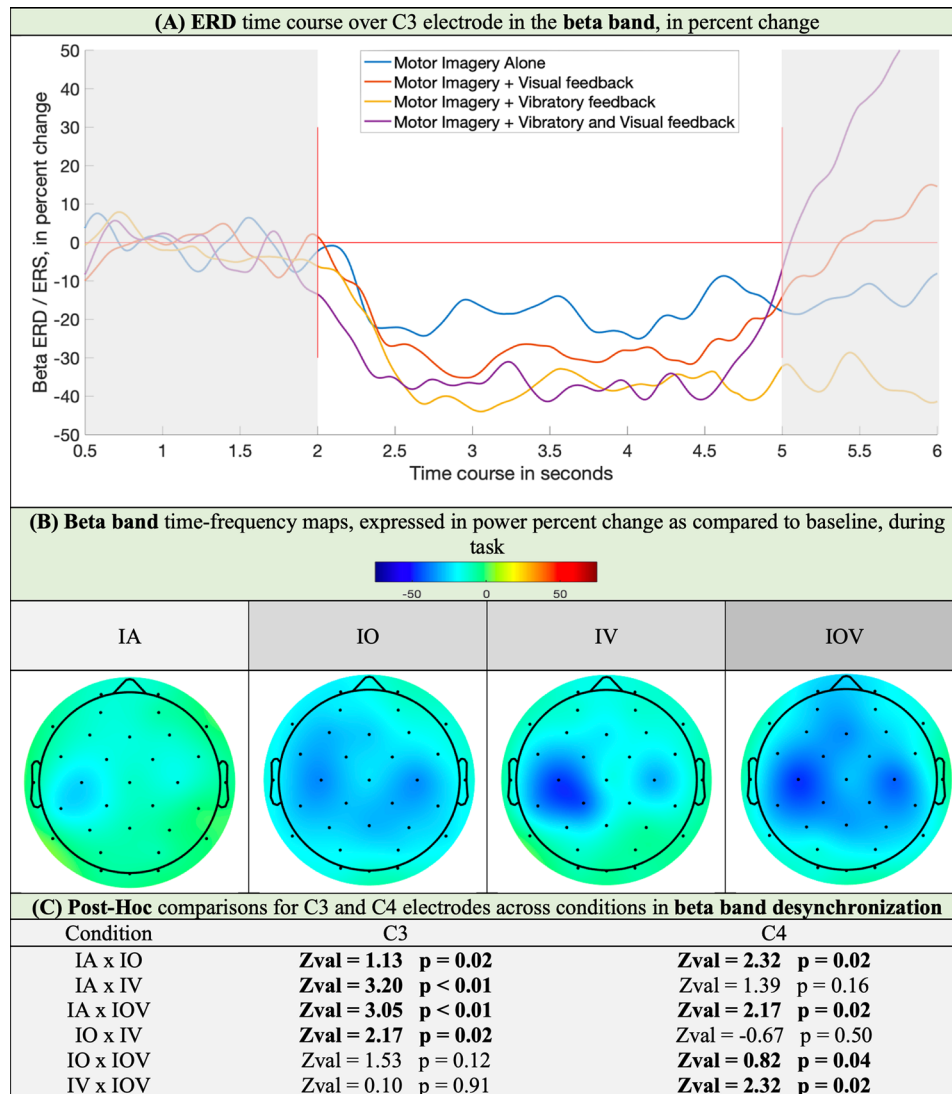 (A) ERD time course over C3 electrode in the beta band, in percent change
50
40
30
20
10
0
-10
-20
-30
-40
-50
Beta ERD / ERS, in percent change
Motor Imagery Alone
Motor Imagery + Visual feedback
Motor Imagery + Vibratory feedback
Motor Imagery + Vibratory and Visual feedback
0.5 1 1.5 2 2.5 3 3.5 4 4.5 5 5.5 6
Time course in seconds
(B) Beta band time-frequency maps, expressed in power percent change as compared to baseline, during
task
-50 0 50
IA IO IV IOV
(C) Post-Hoc comparisons for C3 and C4 electrodes across conditions in beta band desynchronization
Condition C3 C4
IA x IO Zval = 1.13 p = 0.02 Zval = 2.32 p = 0.02
IA x IV Zval = 3.20 p < 0.01 Zval = 1.39 p = 0.16
IA x IOV Zval = 3.05 p < 0.01 Zval = 2.17 p = 0.02
IO x IV Zval = 2.17 p = 0.02 Zval = -0.67 p = 0.50
IO x IOV Zval = 1.53 p = 0.12 Zval = 0.82 p = 0.04
IV x IOV Zval = 0.10 p = 0.91 Zval = 2.32 p = 0.02